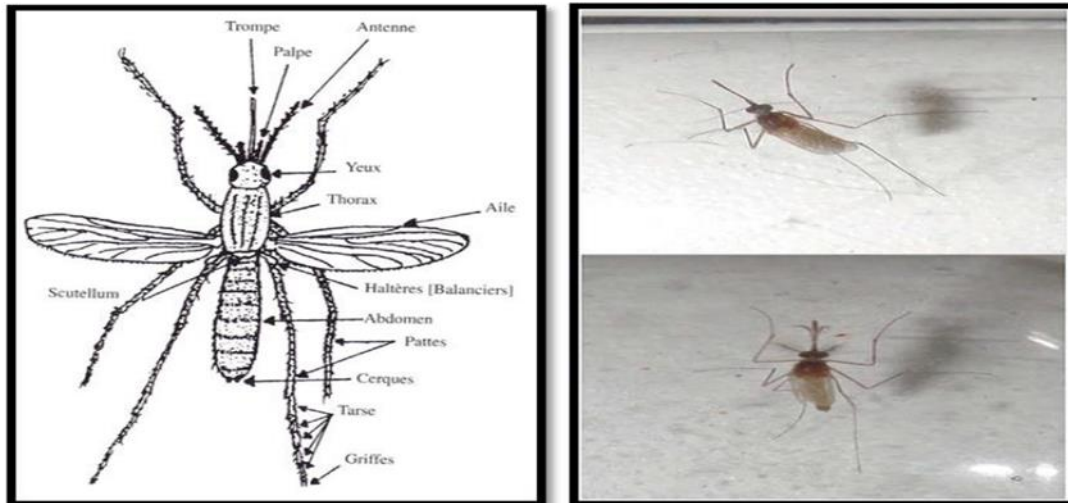 Trompe
Antenne
Palpe
Yeux
Thorax
Aile
Scutellum
Haltères [Balanciers]
Abdomen
Pattes
Cerques
Tarse
Griffes